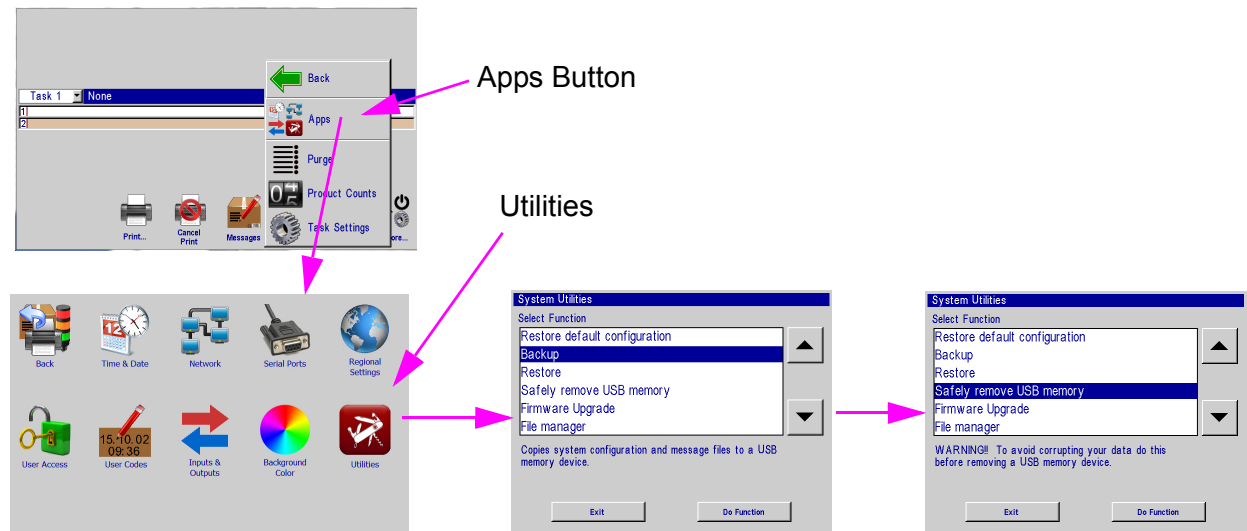 Apps Button
Back
Task 1 None
1
2
Apps
Purge
Product Counts
Task Settings
Print...
Cancel
Print
Messages
ore...
Utilities
Back
Time & Date
Network
Serial Ports
Regional
Settings
User Access
15.10.02
09:36
User Codes
Inputs &
Outputs
Background
Color
Utilities
System Utilities
Select Function
Restore default configuration
Backup
Restore
Safely remove USB memory
Firmware Upgrade
File manager
Copies system configuration and message files to a USB
memory device.
Exit Do Function
System Utilities
Select Function
Restore default configuration
Backup
Restore
Safely remove USB memory
Firmware Upgrade
File manager
WARNING!! To avoid corrupting your data do this
before removing a USB memory device.
Exit Do Function